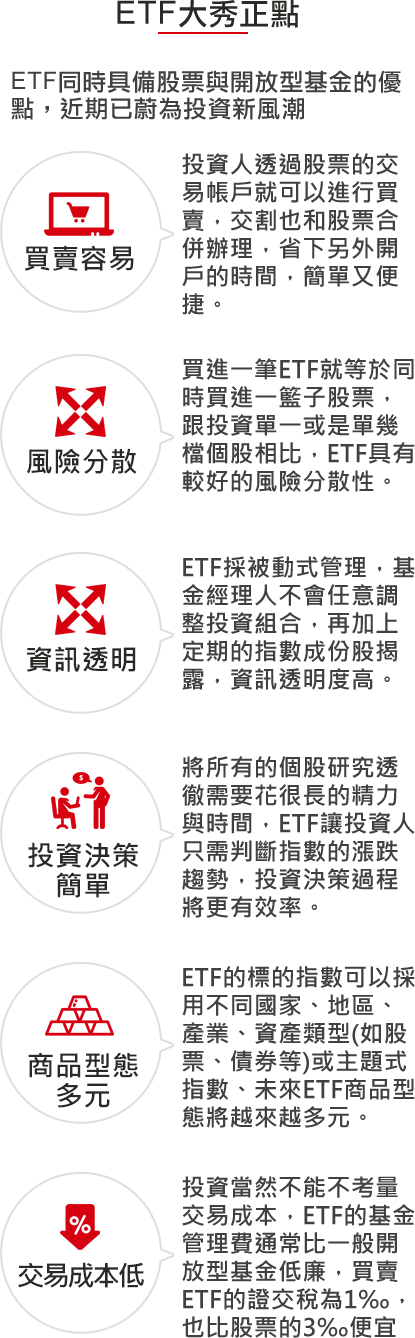 ETF大秀正點
ETF同時具備股票與開放型基金的優
點，近期已蔚為投資新風潮
買賣容易
投資人透過股票的交
易帳戶就可以進行買
賣，交割也和股票合
併辦理，省下另外開
戶的時間，簡單又便
捷。
風險分散
買進一筆ETF就等於同
時買進一籃子股票，
跟投資單一或是單幾
檔個股相比，ETF具有
較好的風險分散性。
資訊透明
ETF採被動式管理，基
金經理人不會任意調
整投資組合，再加上
定期的指數成份股揭
露，資訊透明度高。
$
投資決策
簡單
將所有的個股研究透
徹需要花很長的精力
與時間，ETF讓投資人
只需判斷指數的漲跌
趨勢，投資決策過程
將更有效率。
商品型態
多元
ETF的標的指數可以採
用不同國家、地區、
產業、資產類型(如股
票、債券等)或主題式
指數、未來ETF商品型
態將越來越多元。
%
交易成本低
投資當然不能不考量
交易成本，ETF的基金
管理費通常比一般開
放型基金低廉，買賣
ETF的證交稅為1‰，
也比股票的3‰便宜